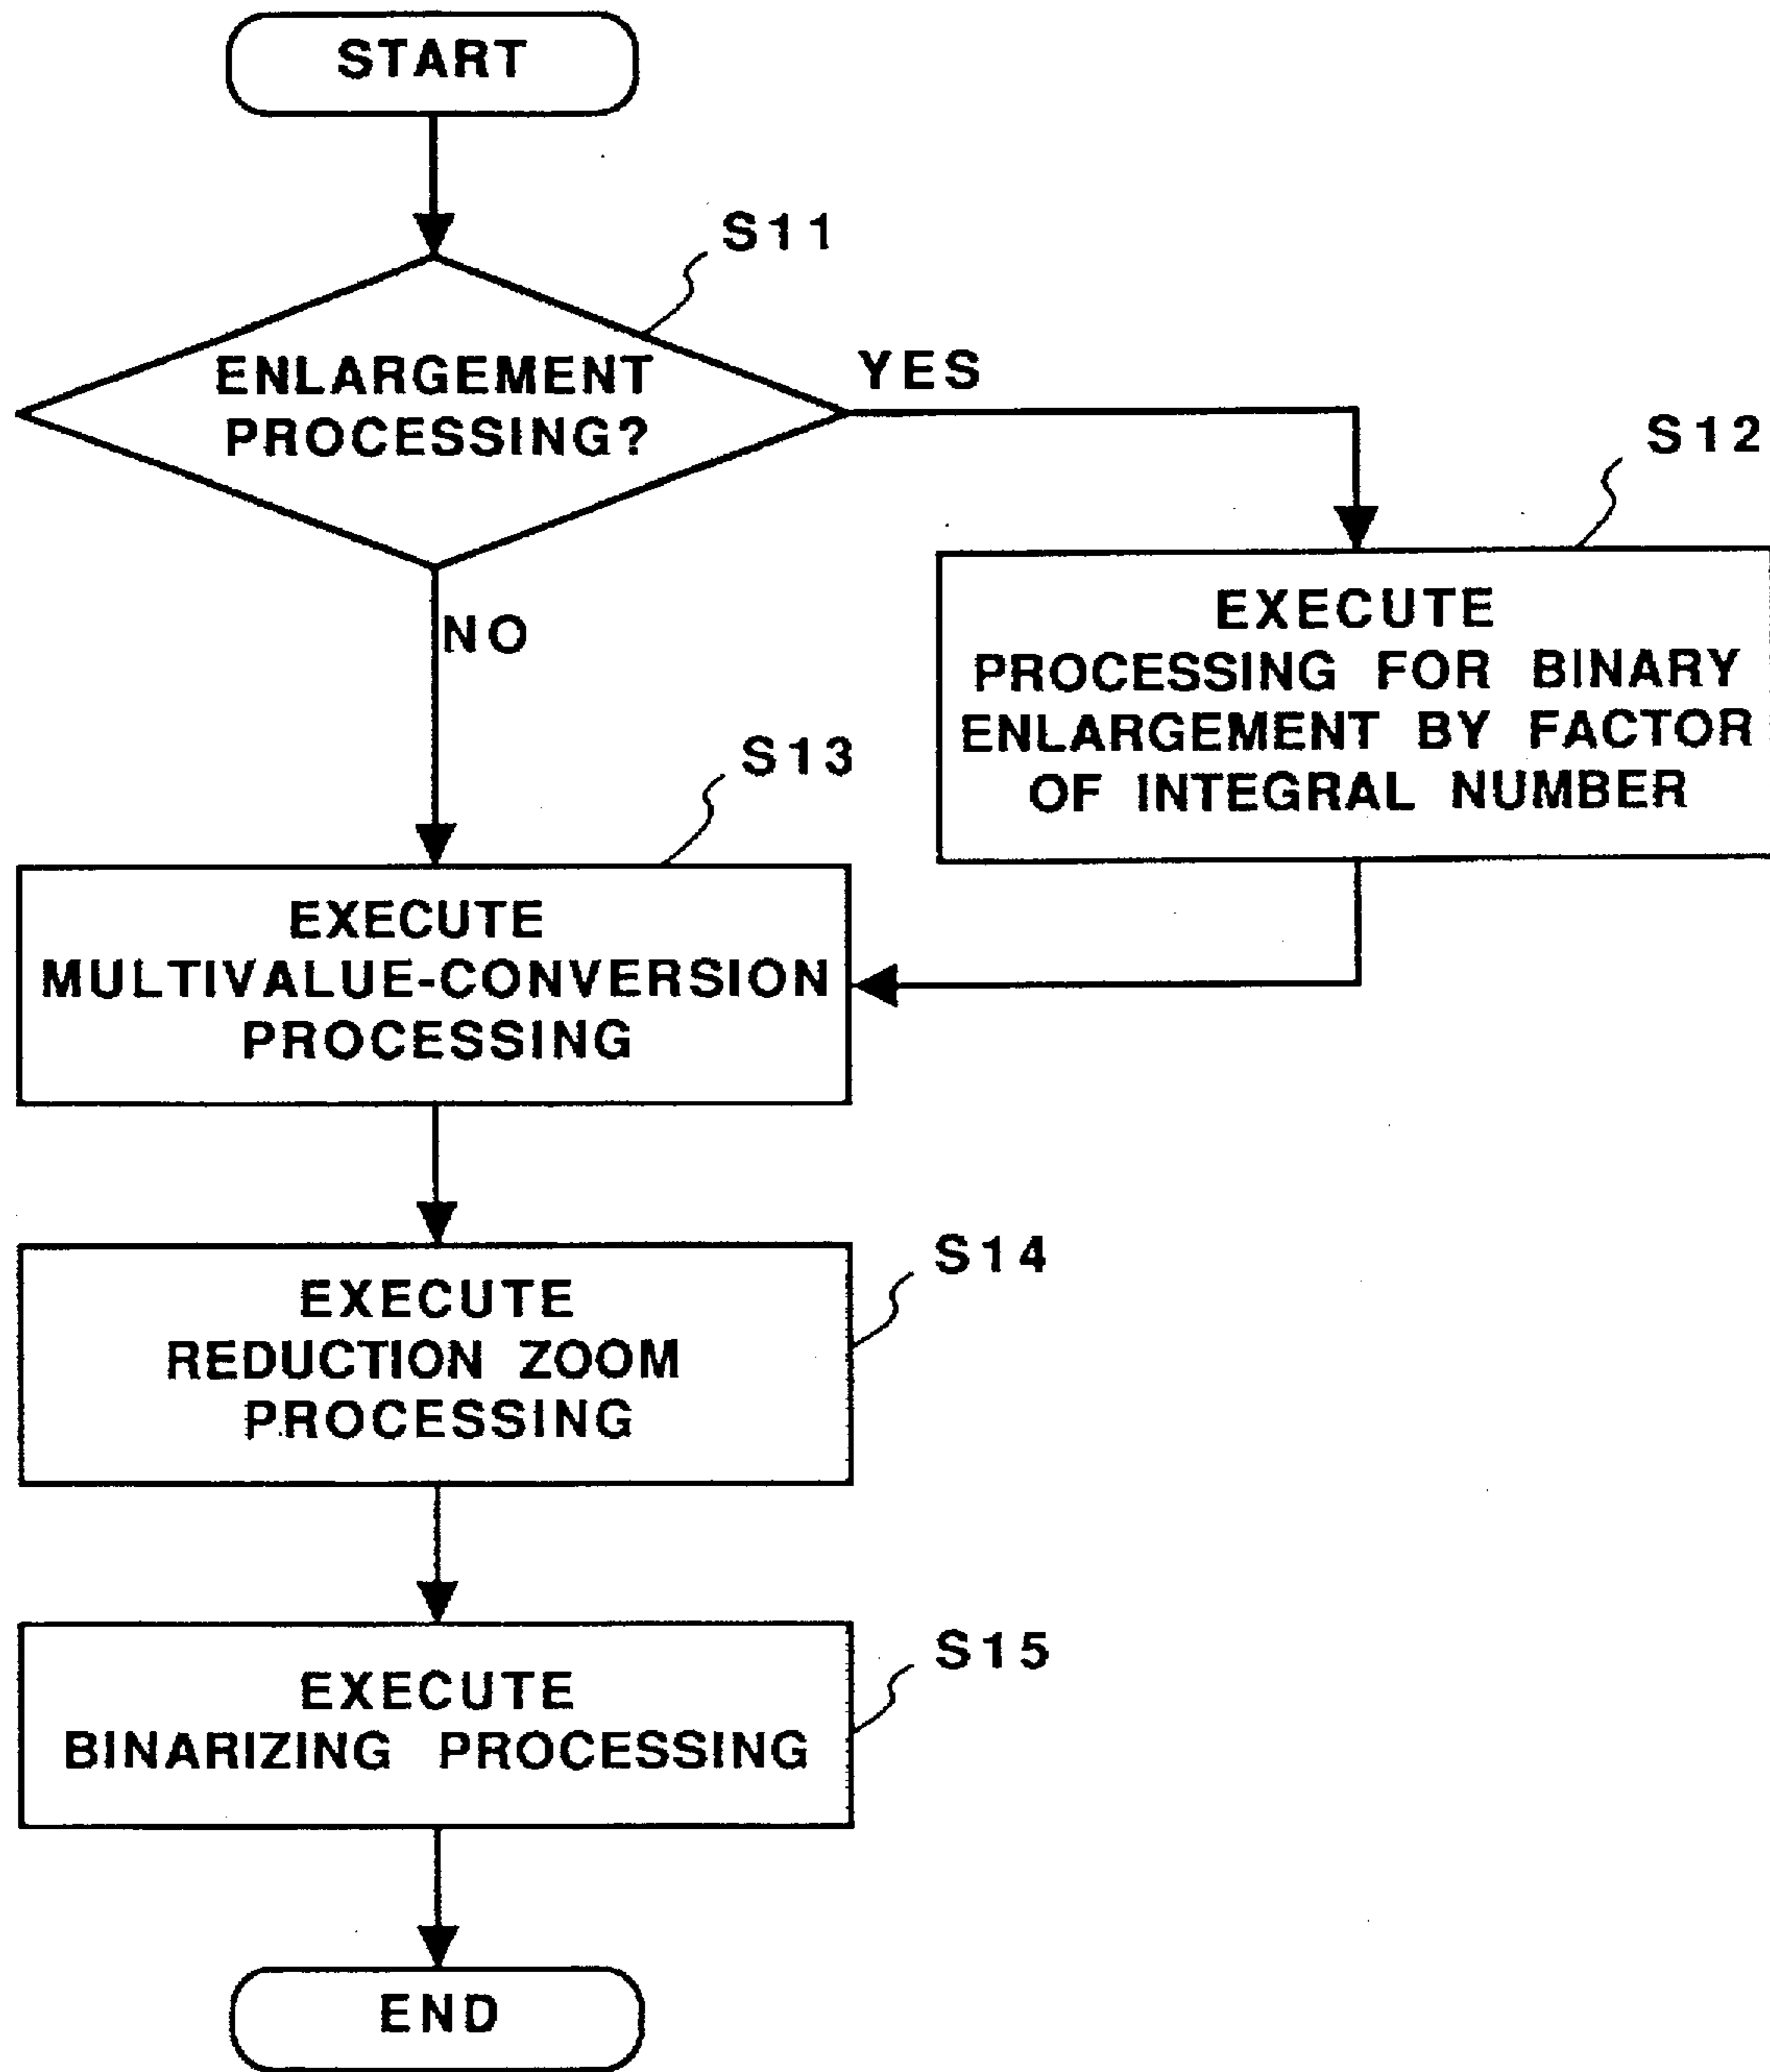 START
S11
ENLARGEMENT
PROCESSING?
YES
S12
EXECUTE
PROCESSING FOR BINARY
ENLARGEMENT BY FACTOR
OF INTEGRAL NUMBER
NO
S13
EXECUTE
MULTIVALUE-CONVERSION
PROCESSING
S14
EXECUTE
REDUCTION ZOOM
PROCESSING
S15
EXECUTE
BINARIZING PROCESSING
END